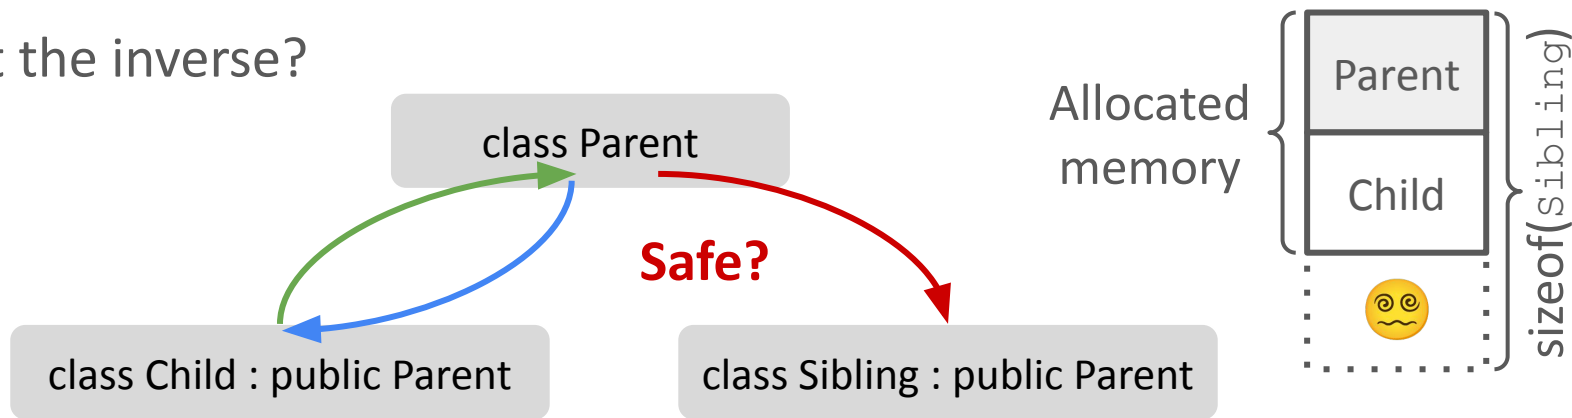 t the inverse?
class Parent
Safe?
class Child : public Parent
class Sibling : public Parent
Allocated
memory
Parent
Child
sizeof(Sibling)